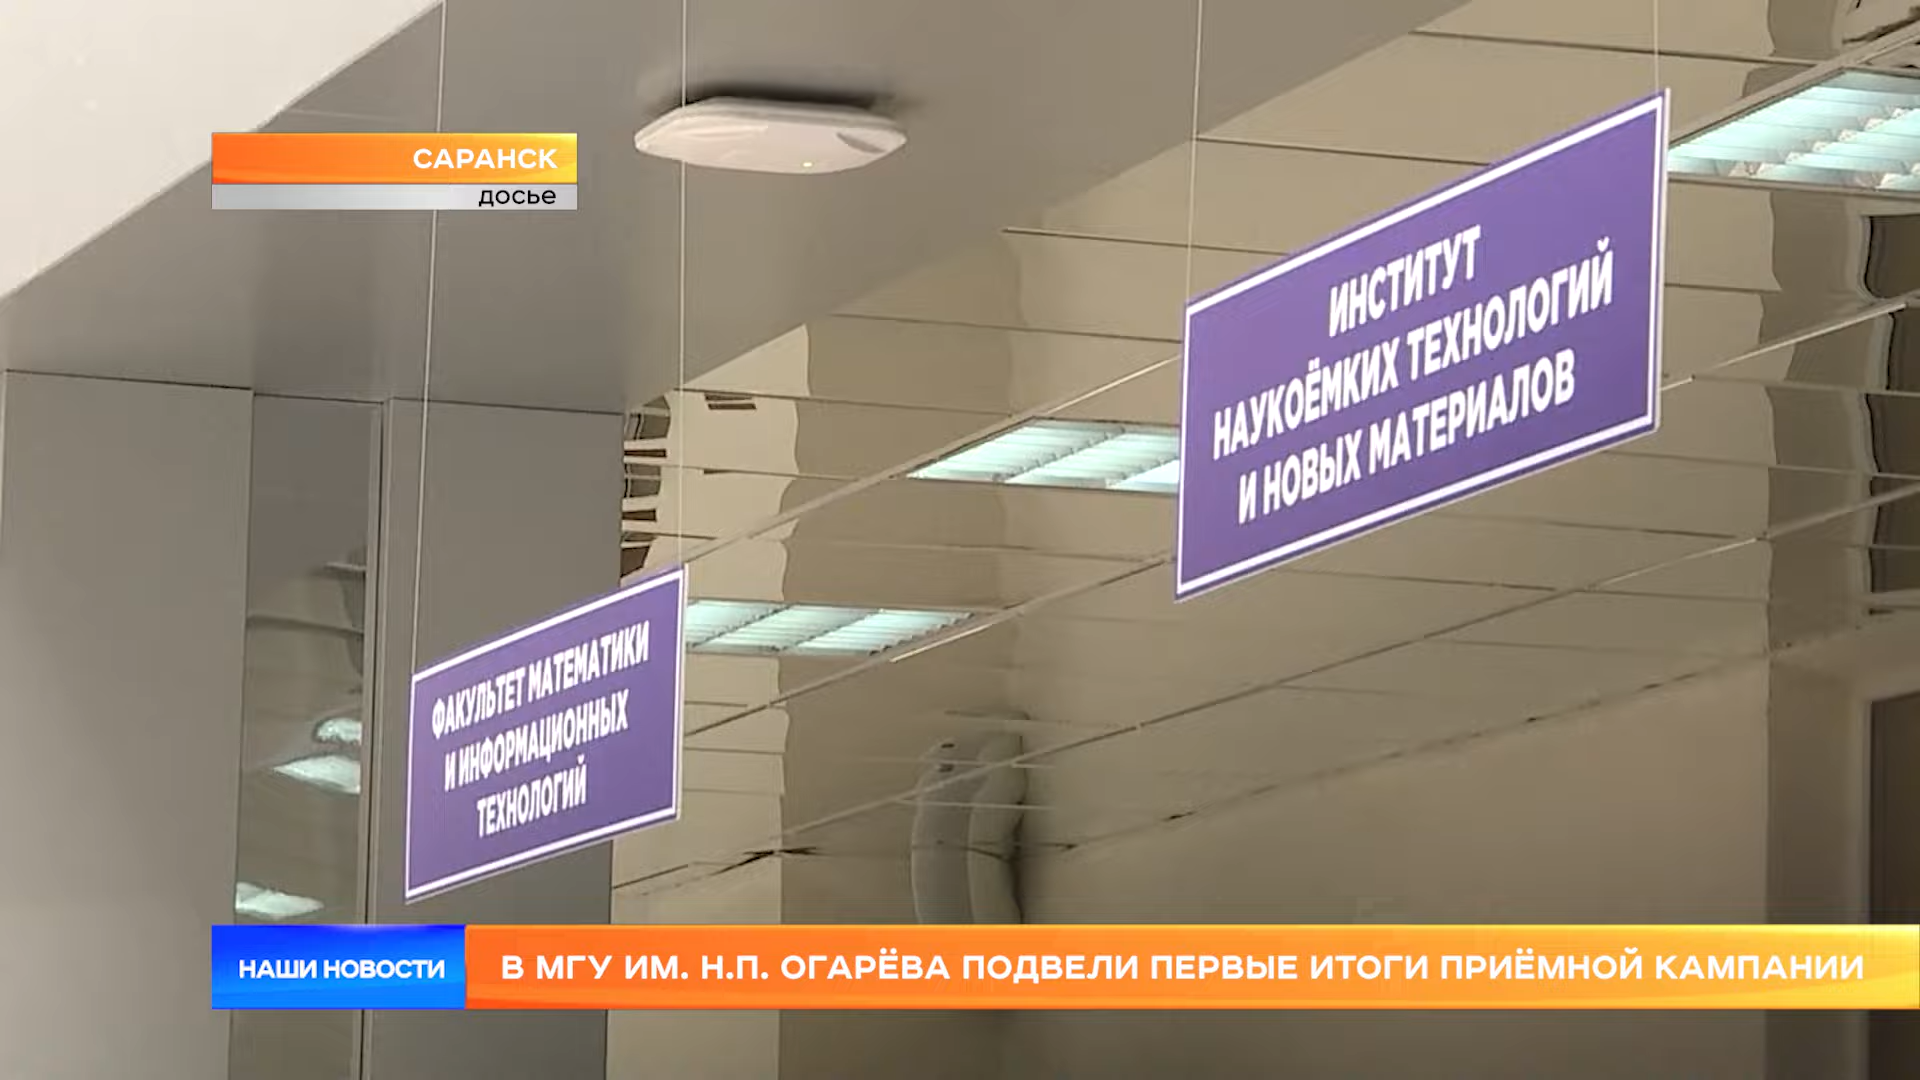 САРАНСК
досье
ИНСТИТУТ
НАУКОЁМКИХ ТЕХНОЛОГИЙ
И НОВЫХ МАТЕРИАЛОВ
ФАКУЛЬТЕТ МАТЕМАТИКИ
И ИНФОРМАЦИОННЫХ
ТЕХНОЛОГИЙ
НАШИ НОВОСТИ
В МГУ ИМ. Н.П. ОГАРЁВА ПОДВЕЛИ ПЕРВЫЕ ИТОГИ ПРИЁМНОЙ КАМПАНИИ